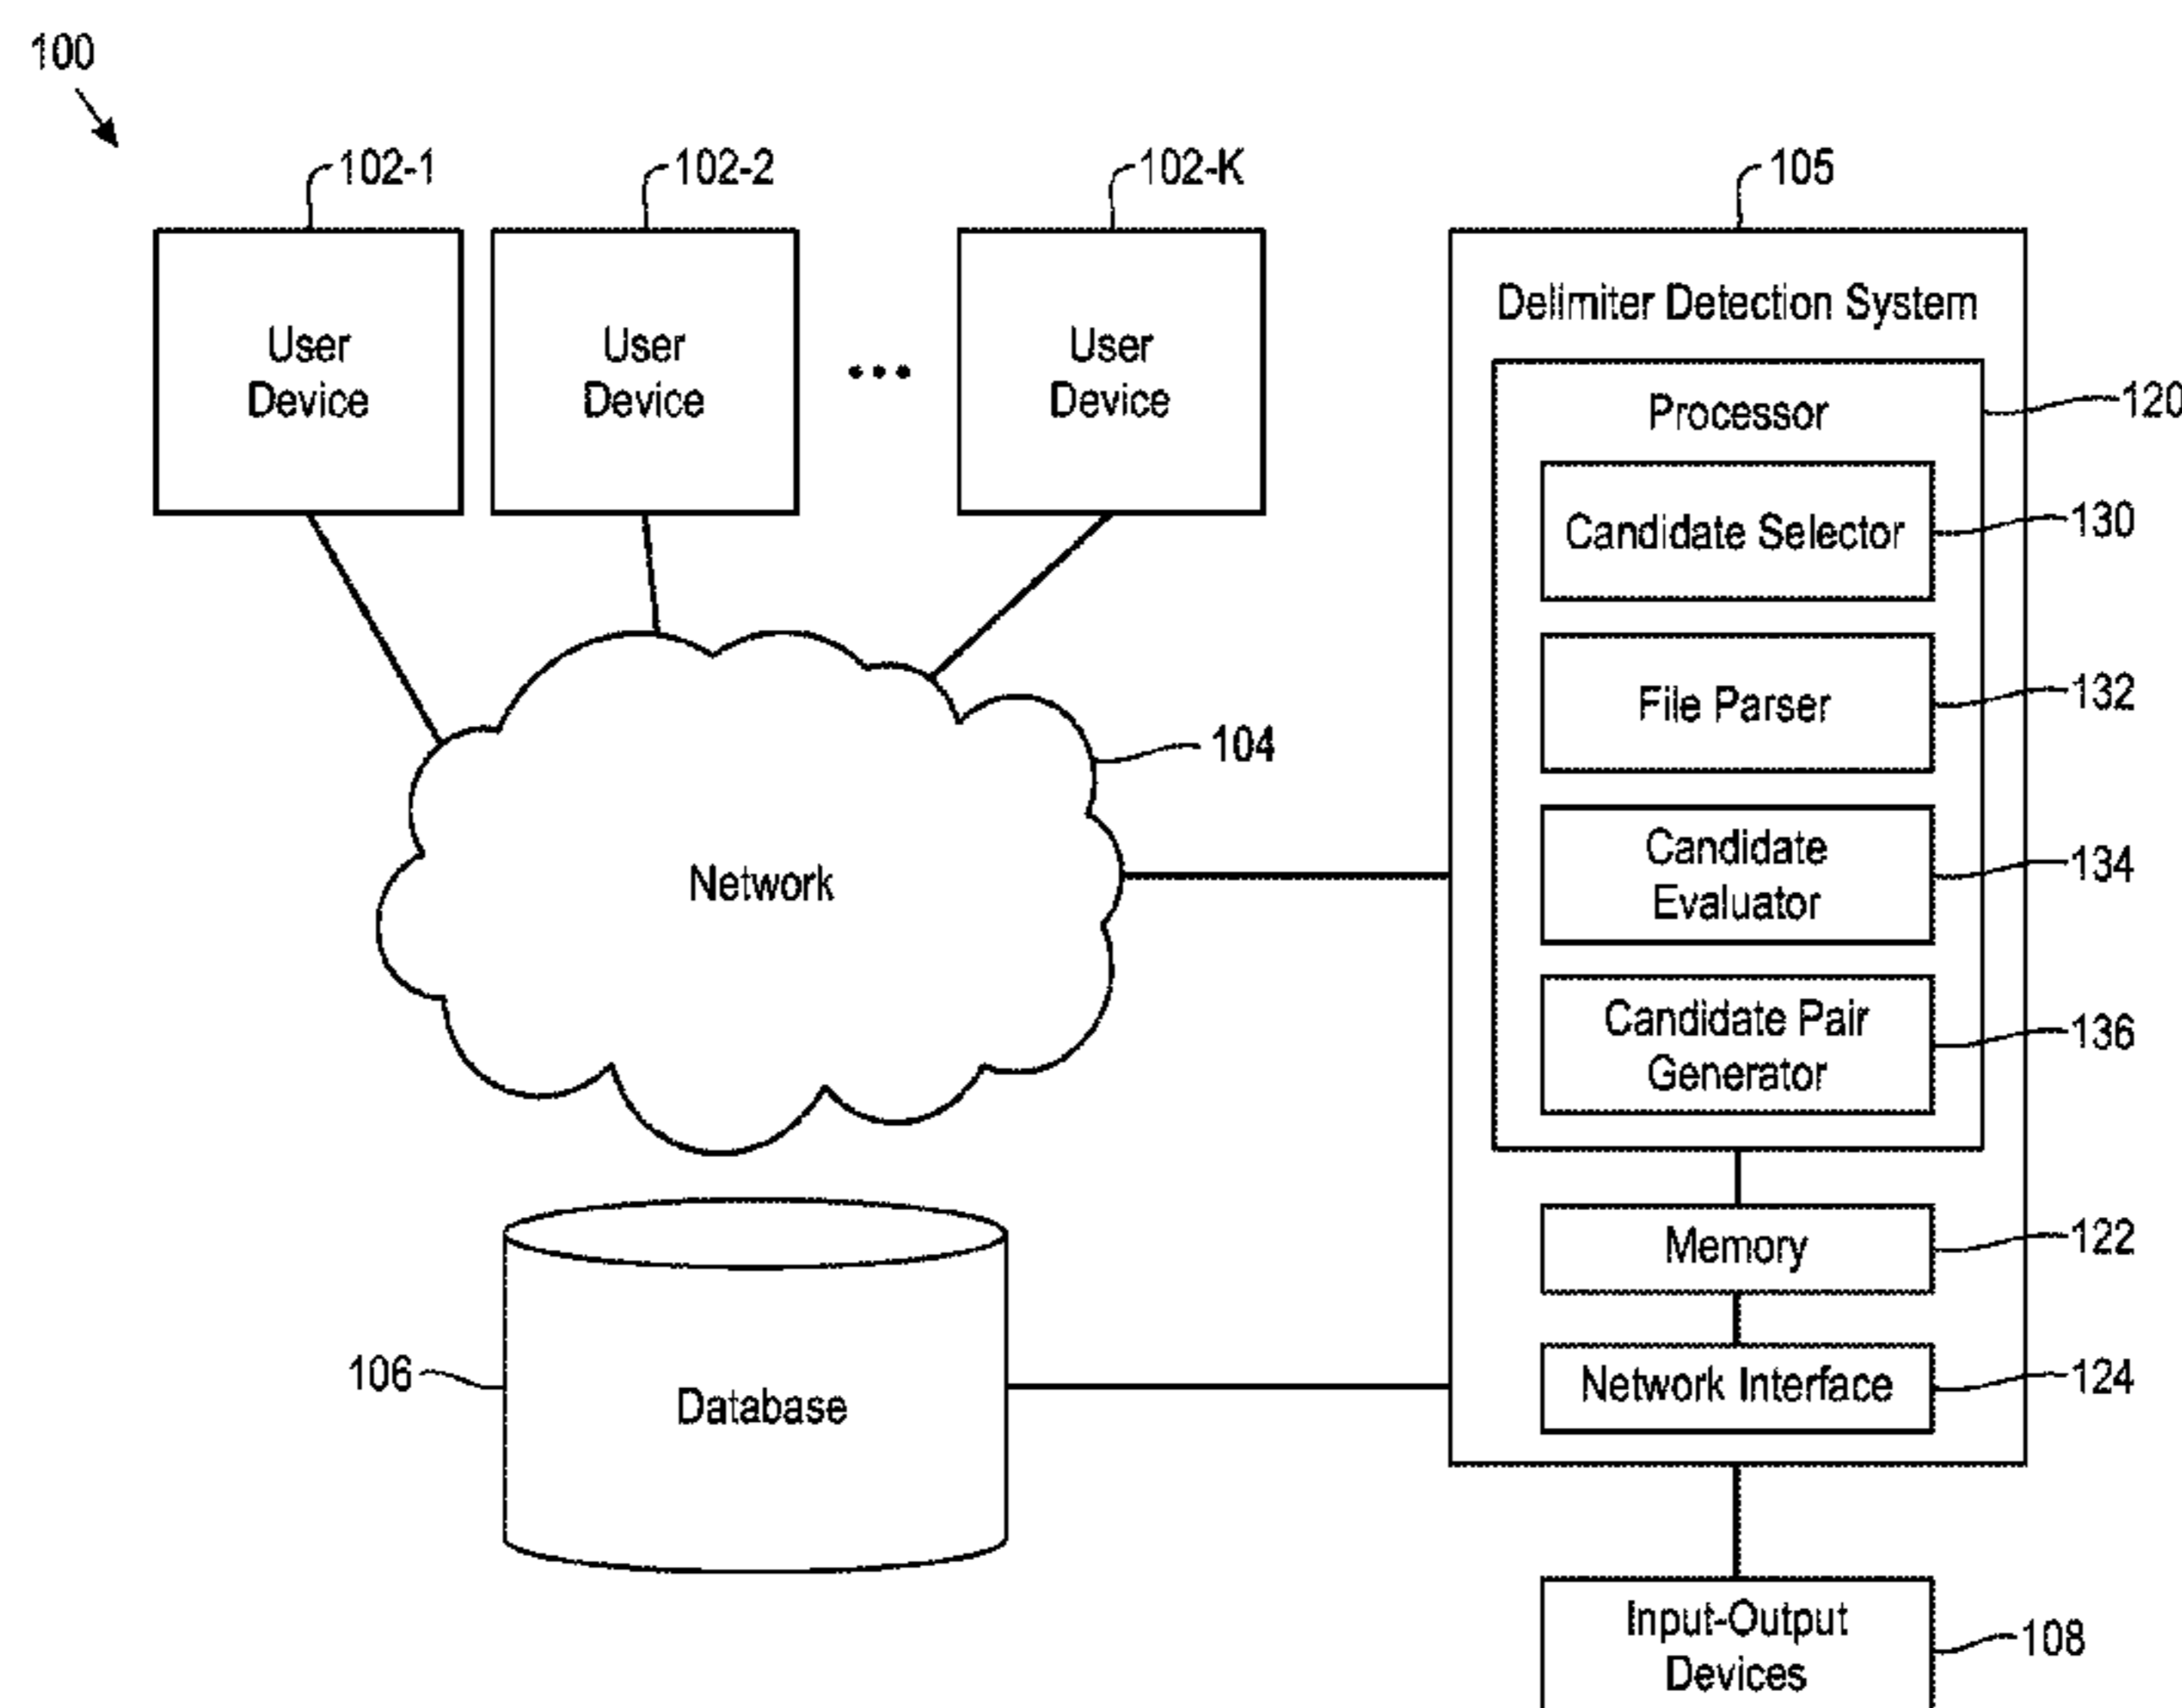 100
102-1
102-2
102-K
105
User
Device
User
Device
...
User
Device
Delimiter Detection System
Processor
120
Candidate Selector
130
File Parser
132
104
Network
Candidate
Evaluator
134
Candidate Pair
Generator
136
Memory
122
Network Interface
124
106
Database
Input-Output
Devices
108